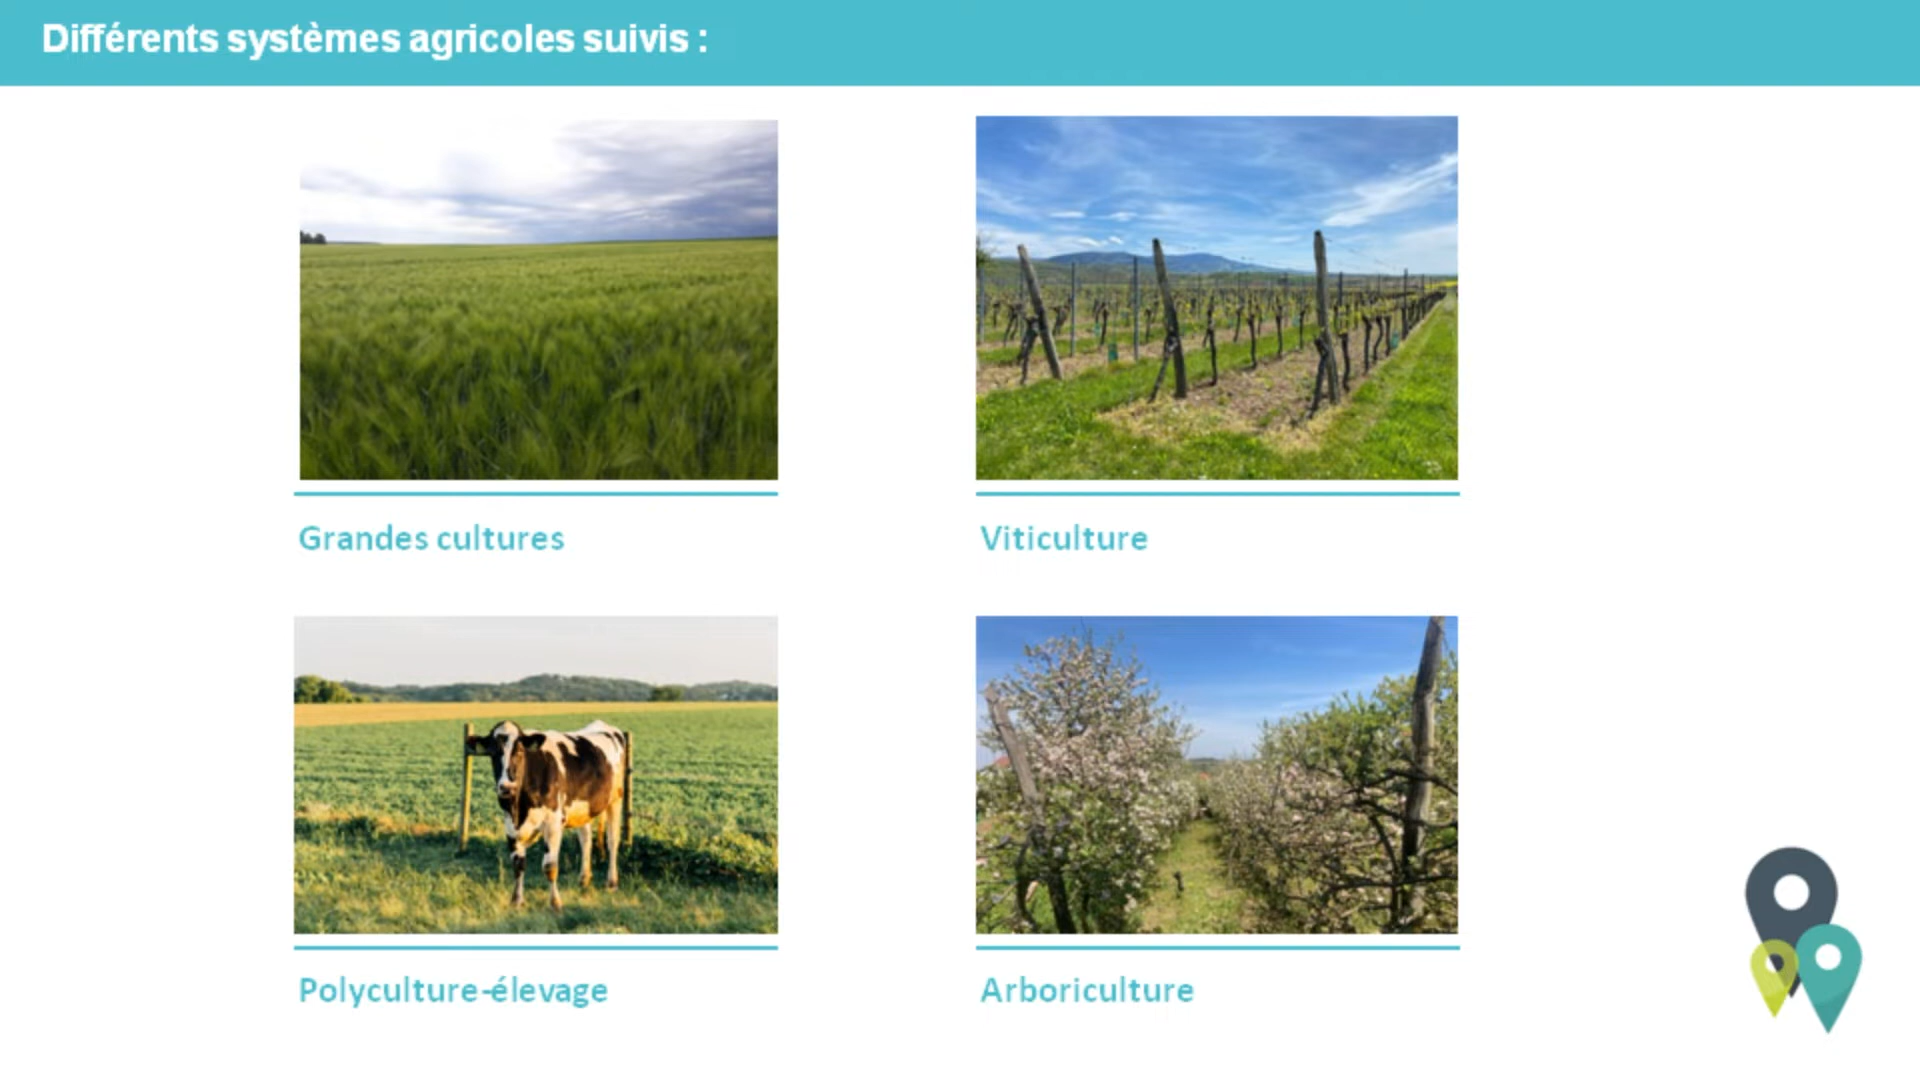 Différents systèmes agricoles suivis :
Grandes cultures
Viticulture
Polyculture-élevage
Arboriculture